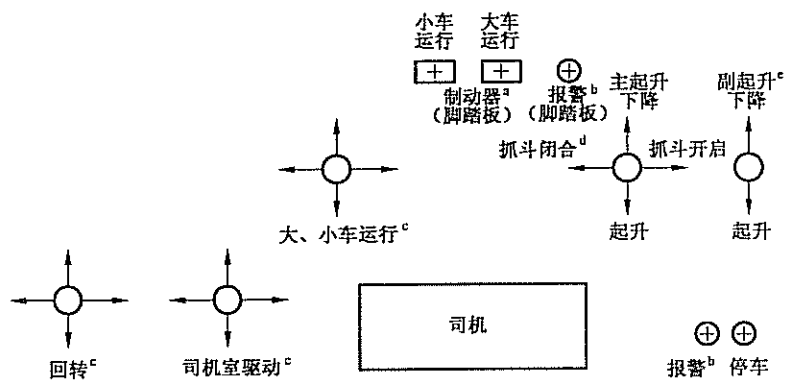 小车 大车
运行 运行
制动器a 报警b 主起升 副起升e
(脚踏板) (脚踏板) 下降 下降
抓斗闭合d 抓斗开启
大、小车运行c 起升 起升
司机
回转c 司机室驱动c 报警b 停车